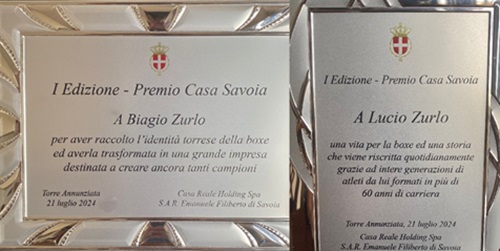 I Edizione - Premio Casa Savoia
A Biagio Zurlo
per aver raccolto l'identità torrese della boxe
ed averla trasformata in una grande impresa
destinata a creare ancora tanti campioni
Torre Annunziata
21 luglio 2024
Casa Reale Holding Spa
S.A.R. Emanuele Filiberto di Savoia
I Edizione - Premio Casa Savoia
A Lucio Zurlo
una vita per la boxe ed una storia
che viene riscritta quotidianamente
grazie ad intere generazioni di
atleti da lui formati in più di
60 anni di carriera
Torre Annunziata, 21 luglio 2024
Casa Reale Holding Spa
S.A.R. Emanuele Filiberto di Savoia